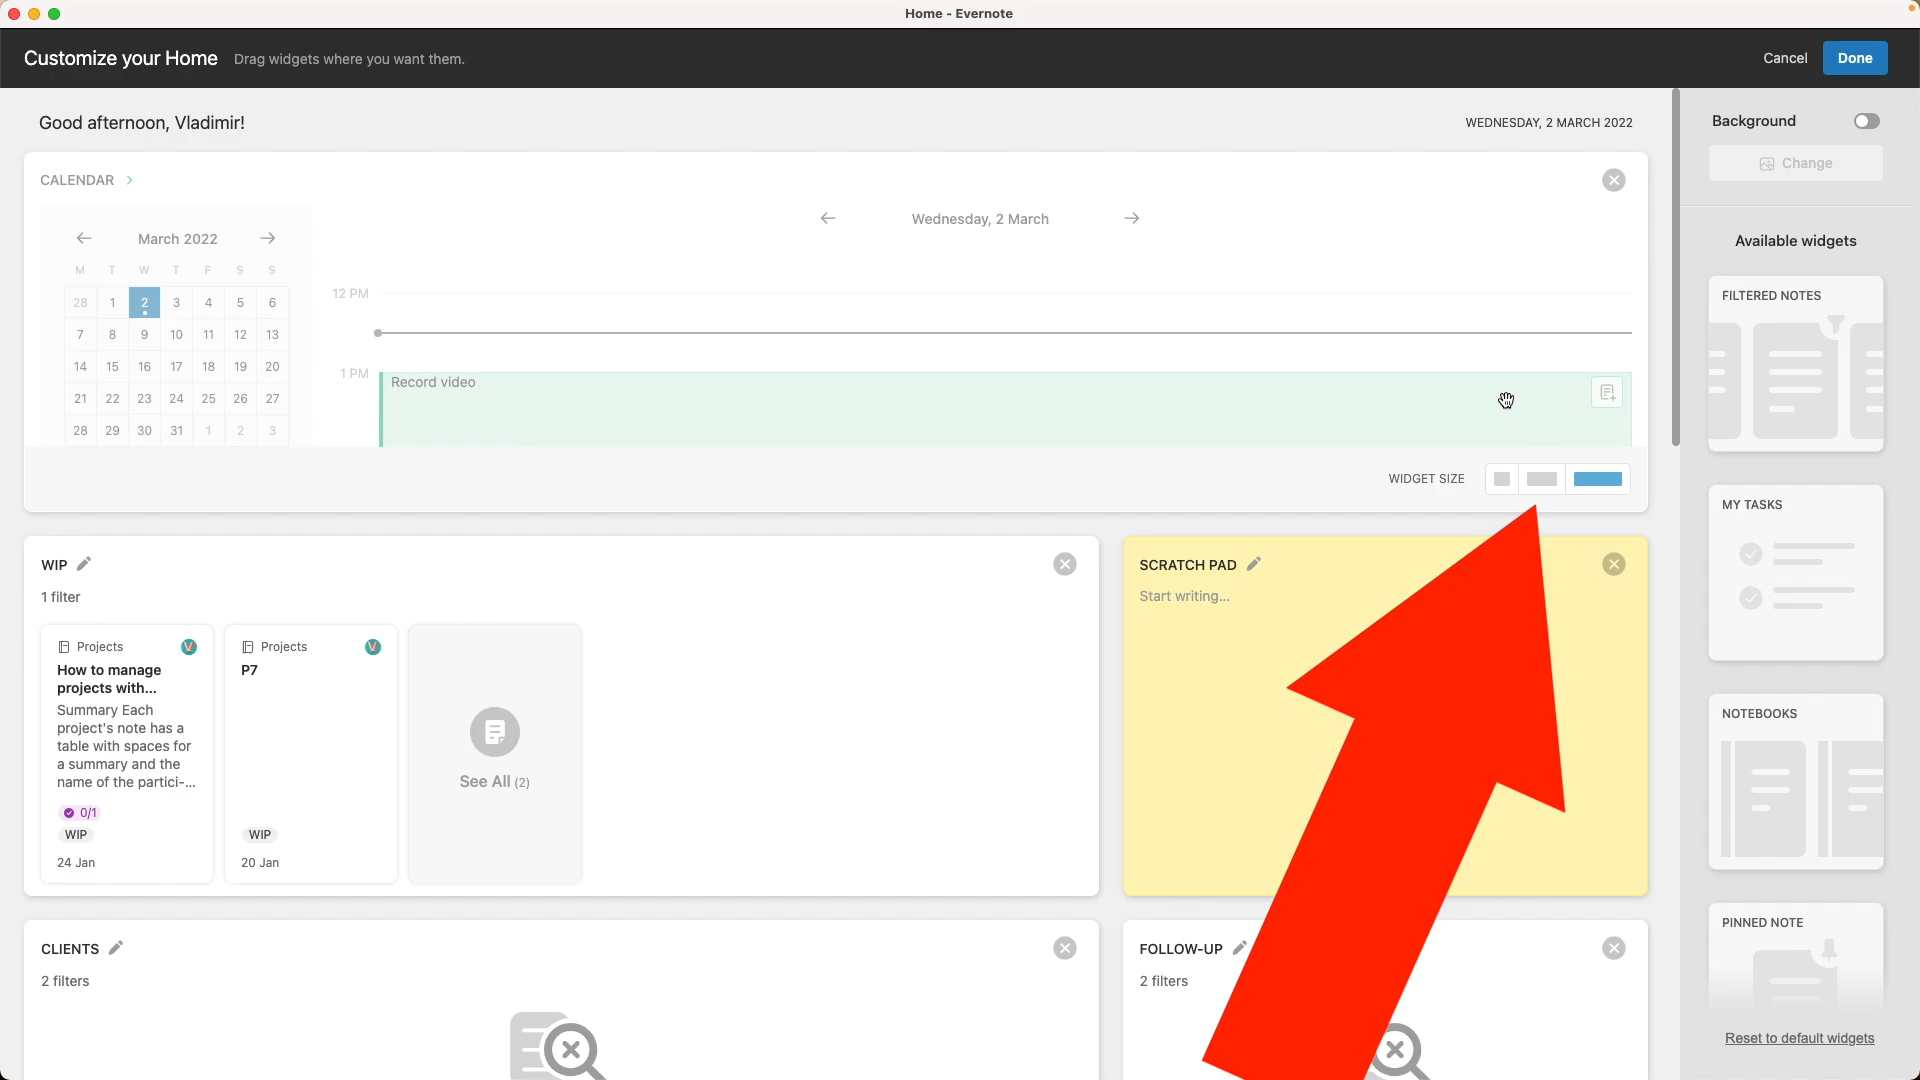 Home - Evernote
Customize your Home Drag widgets where you want them.
Cancel Done
Good afternoon, Vladimir!
WEDNESDAY, 2 MARCH 2022
CALENDAR
March 2022
M T W T F S S
28 1 2 3 4 5 6
7 8 9 10 11 12 13
14 15 16 17 18 19 20
21 22 23 24 25 26 27
28 29 30 31 1 2 3
Wednesday, 2 March
12 PM
1 PM
Record video
WIDGET SIZE
WIP
1 filter
Projects V
How to manage
projects with...
Summary Each
project's note has a
table with spaces for
a summary and the
name of the partici-...
0/1
WIP
24 Jan
Projects V
P7
WIP
20 Jan
See All (2)
SCRATCH PAD
Start writing...
CLIENTS
2 filters
FOLLOW-UP
2 filters
Background
Change
Available widgets
FILTERED NOTES
MY TASKS
NOTEBOOKS
PINNED NOTE
Reset to default widgets